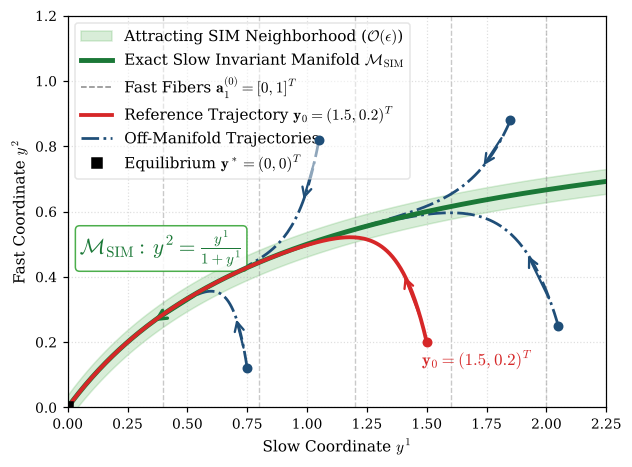 1.2
1.0
0.8
0.6
0.4
0.2
0.0
Fast Coordinate y²
Attracting SIM Neighborhood (𝒪(ϵ))
Exact Slow Invariant Manifold ℳ_SIM
Fast Fibers 𝐚₁⁽⁰⁾ = [0, 1]ᵀ
Reference Trajectory 𝐲₀ = (1.5, 0.2)ᵀ
Off-Manifold Trajectories
Equilibrium 𝐲* = (0, 0)ᵀ
ℳ_SIM : y² = y¹/(1 + y¹)
𝐲₀ = (1.5, 0.2)ᵀ
0.00 0.25 0.50 0.75 1.00 1.25 1.50 1.75 2.00 2.25
Slow Coordinate y¹